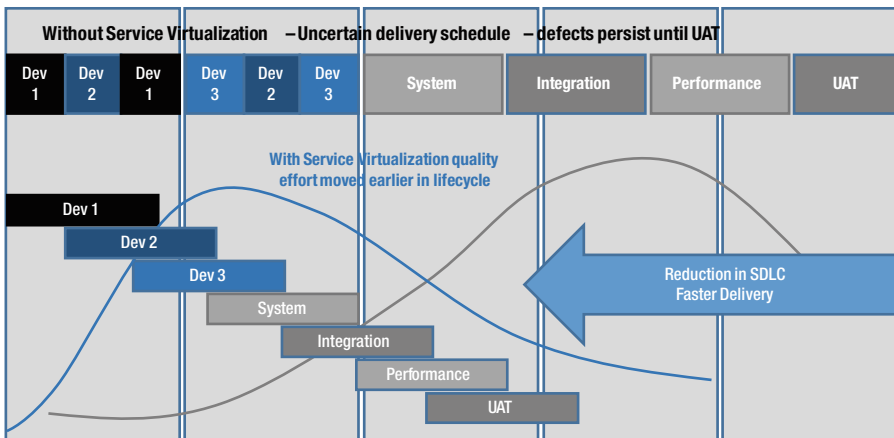 Without Service Virtualization – Uncertain delivery schedule – defects persist until UAT
Dev
1
Dev
2
Dev
1
Dev
3
Dev
2
Dev
3
System
Integration
Performance
UAT
With Service Virtualization quality
effort moved earlier in lifecycle
Dev 1
Dev 2
Dev 3
System
Integration
Performance
UAT
Reduction in SDLC
Faster Delivery